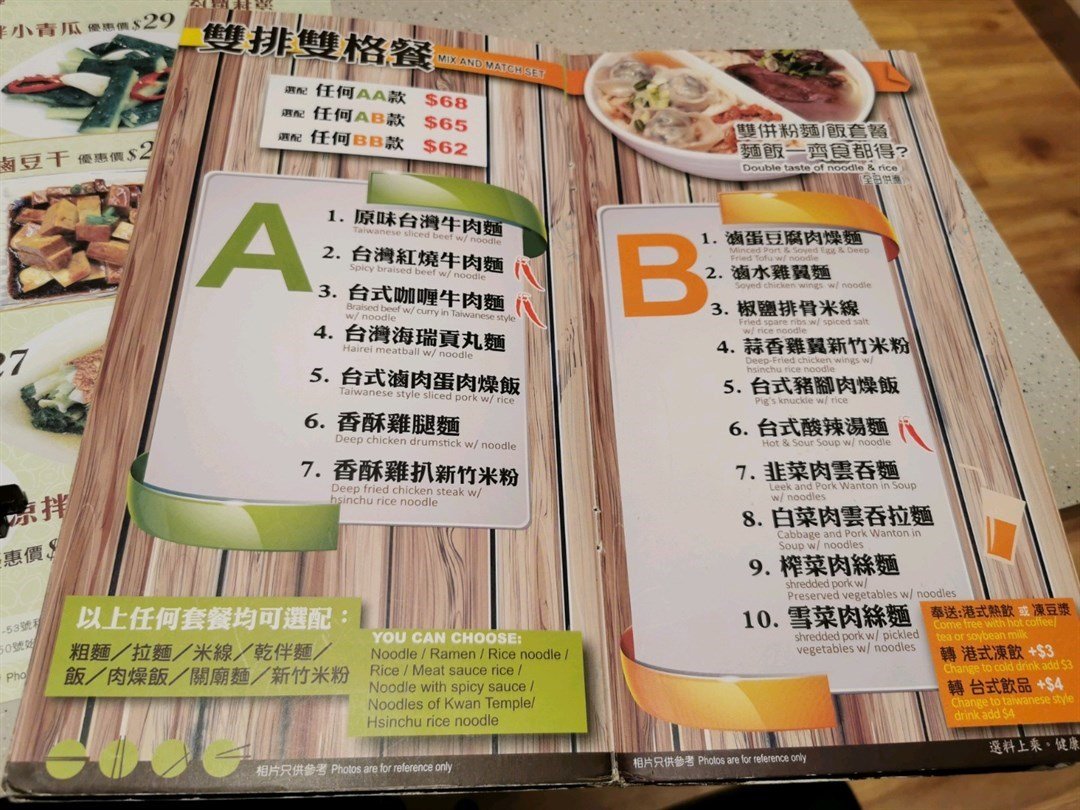 拌小青瓜 優惠價$29
滷豆干 優惠價$2
27
涼拌
惠價$
雙排雙格餐
MIX AND MATCH SET
選配 任何AA款 $68
選配 任何AB款 $65
選配 任何BB款 $62
A
1. 原味台灣牛肉麵
Taiwanese sliced beef w/ noodle
2. 台灣紅燒牛肉麵
Spicy braised beef w/ noodle
3. 台式咖喱牛肉麵
Braised beef w/ curry in Taiwanese style
w/ noodle
4. 台灣海瑞貢丸麵
Hairei meatball w/ noodle
5. 台式滷肉蛋肉燥飯
Taiwanese style sliced pork w/ rice
6. 香酥雞腿麵
Deep chicken drumstick w/ noodle
7. 香酥雞扒新竹米粉
Deep fried chicken steak w/
hsinchu rice noodle
以上任何套餐均可選配：
粗麵／拉麵／米線／乾伴麵／
飯／肉燥飯／關廟麵／新竹米粉
YOU CAN CHOOSE:
Noodle / Ramen / Rice noodle /
Rice / Meat sauce rice /
Noodle with spicy sauce /
Noodles of Kwan Temple/
Hsinchu rice noodle
相片只供參考 Photos are for reference only
雙併粉麵/飯套餐
麵飯一齊食都得?
Double taste of noodle & rice
全日供應
B
1. 滷蛋豆腐肉燥麵
Minced Port & Soyed Egg & Deep
Fried Tofu w/ noodle
2. 滷水雞翼麵
Soyed chicken wings w/ noodle
3. 椒鹽排骨米線
Fried spare ribs w/ spiced salt
w/ rice noodle
4. 蒜香雞翼新竹米粉
Deep-Fried chicken wings w/
hsinchu rice noodle
5. 台式豬腳肉燥飯
Pig's knuckle w/ rice
6. 台式酸辣湯麵
Hot & Sour Soup w/ noodle
7. 韭菜肉雲吞麵
Leek and Pork Wanton in Soup
w/ noodles
8. 白菜肉雲吞拉麵
Cabbage and Pork Wanton in
Soup w/ noodles
9. 榨菜肉絲麵
shredded pork w/
Preserved vegetables w/ noodles
10. 雪菜肉絲麵
shredded pork w/ pickled
vegetables w/ noodles
奉送:港式熱飲 或 凍豆漿
Come free with hot coffee/
tea or soybean milk
轉 港式凍飲 +$3
Change to cold drink add $3
轉 台式飲品 +$4
Change to taiwanese style
drink add $4
相片只供參考 Photos are for reference only
選料上乘。健康